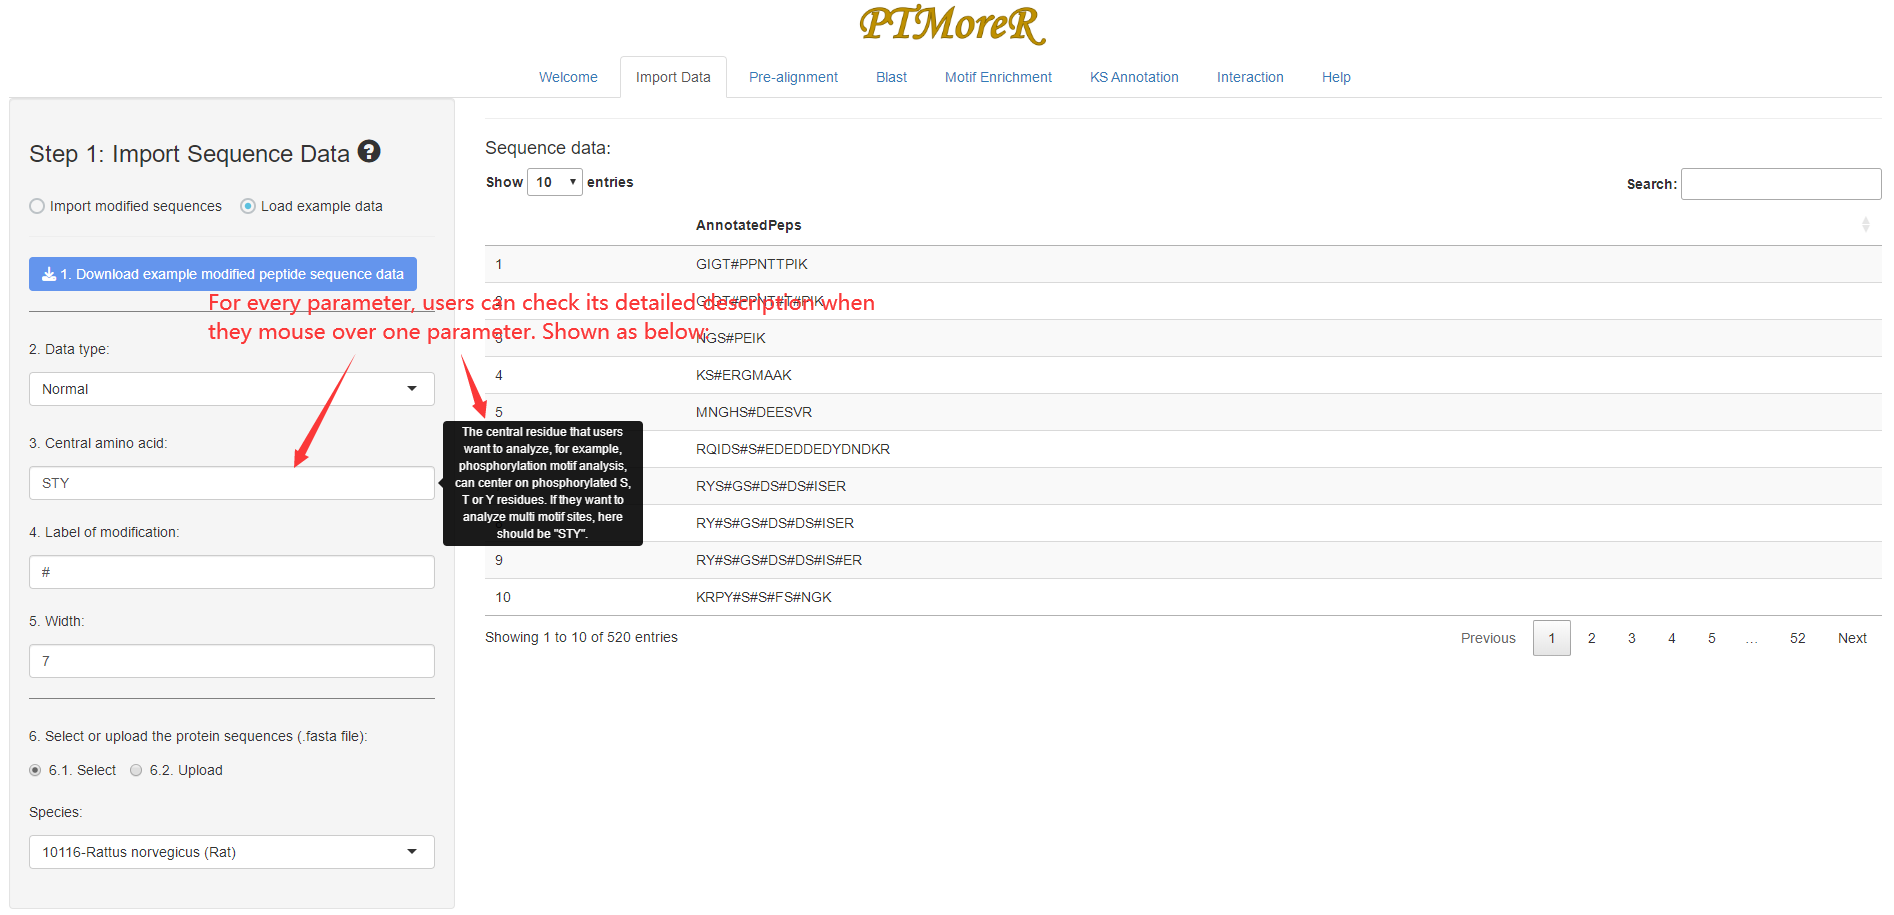 PTMoreR
Welcome
Import Data
Pre-alignment
Blast
Motif Enrichment
KS Annotation
Interaction
Help
Step 1: Import Sequence Data ?
Import modified sequences
Load example data
1. Download example modified peptide sequence data
For every parameter, users can check its detailed description when
they mouse over one parameter. Shown as below:
2. Data type:
Normal
3. Central amino acid:
STY
The central residue that users
want to analyze, for example,
phosphorylation motif analysis,
can center on phosphorylated S,
T or Y residues. If they want to
analyze multi motif sites, here
should be "STY".
4. Label of modification:
#
5. Width:
7
6. Select or upload the protein sequences (.fasta file):
6.1. Select
6.2. Upload
Species:
10116-Rattus norvegicus (Rat)
Sequence data:
Show 10 entries
Search:
AnnotatedPeps
1 GIGT#PPNTTPIK
2 GIGT#PPNT#T#PIK
3 NGS#PEIK
4 KS#ERGMAAK
5 MNGHS#DEESVR
RQIDS#S#EDEDDEDYDNDKR
RYS#GS#DS#DS#ISER
RY#S#GS#DS#DS#ISER
9 RY#S#GS#DS#DS#IS#ER
10 KRPY#S#S#FS#NGK
Showing 1 to 10 of 520 entries
Previous 1 2 3 4 5 … 52 Next